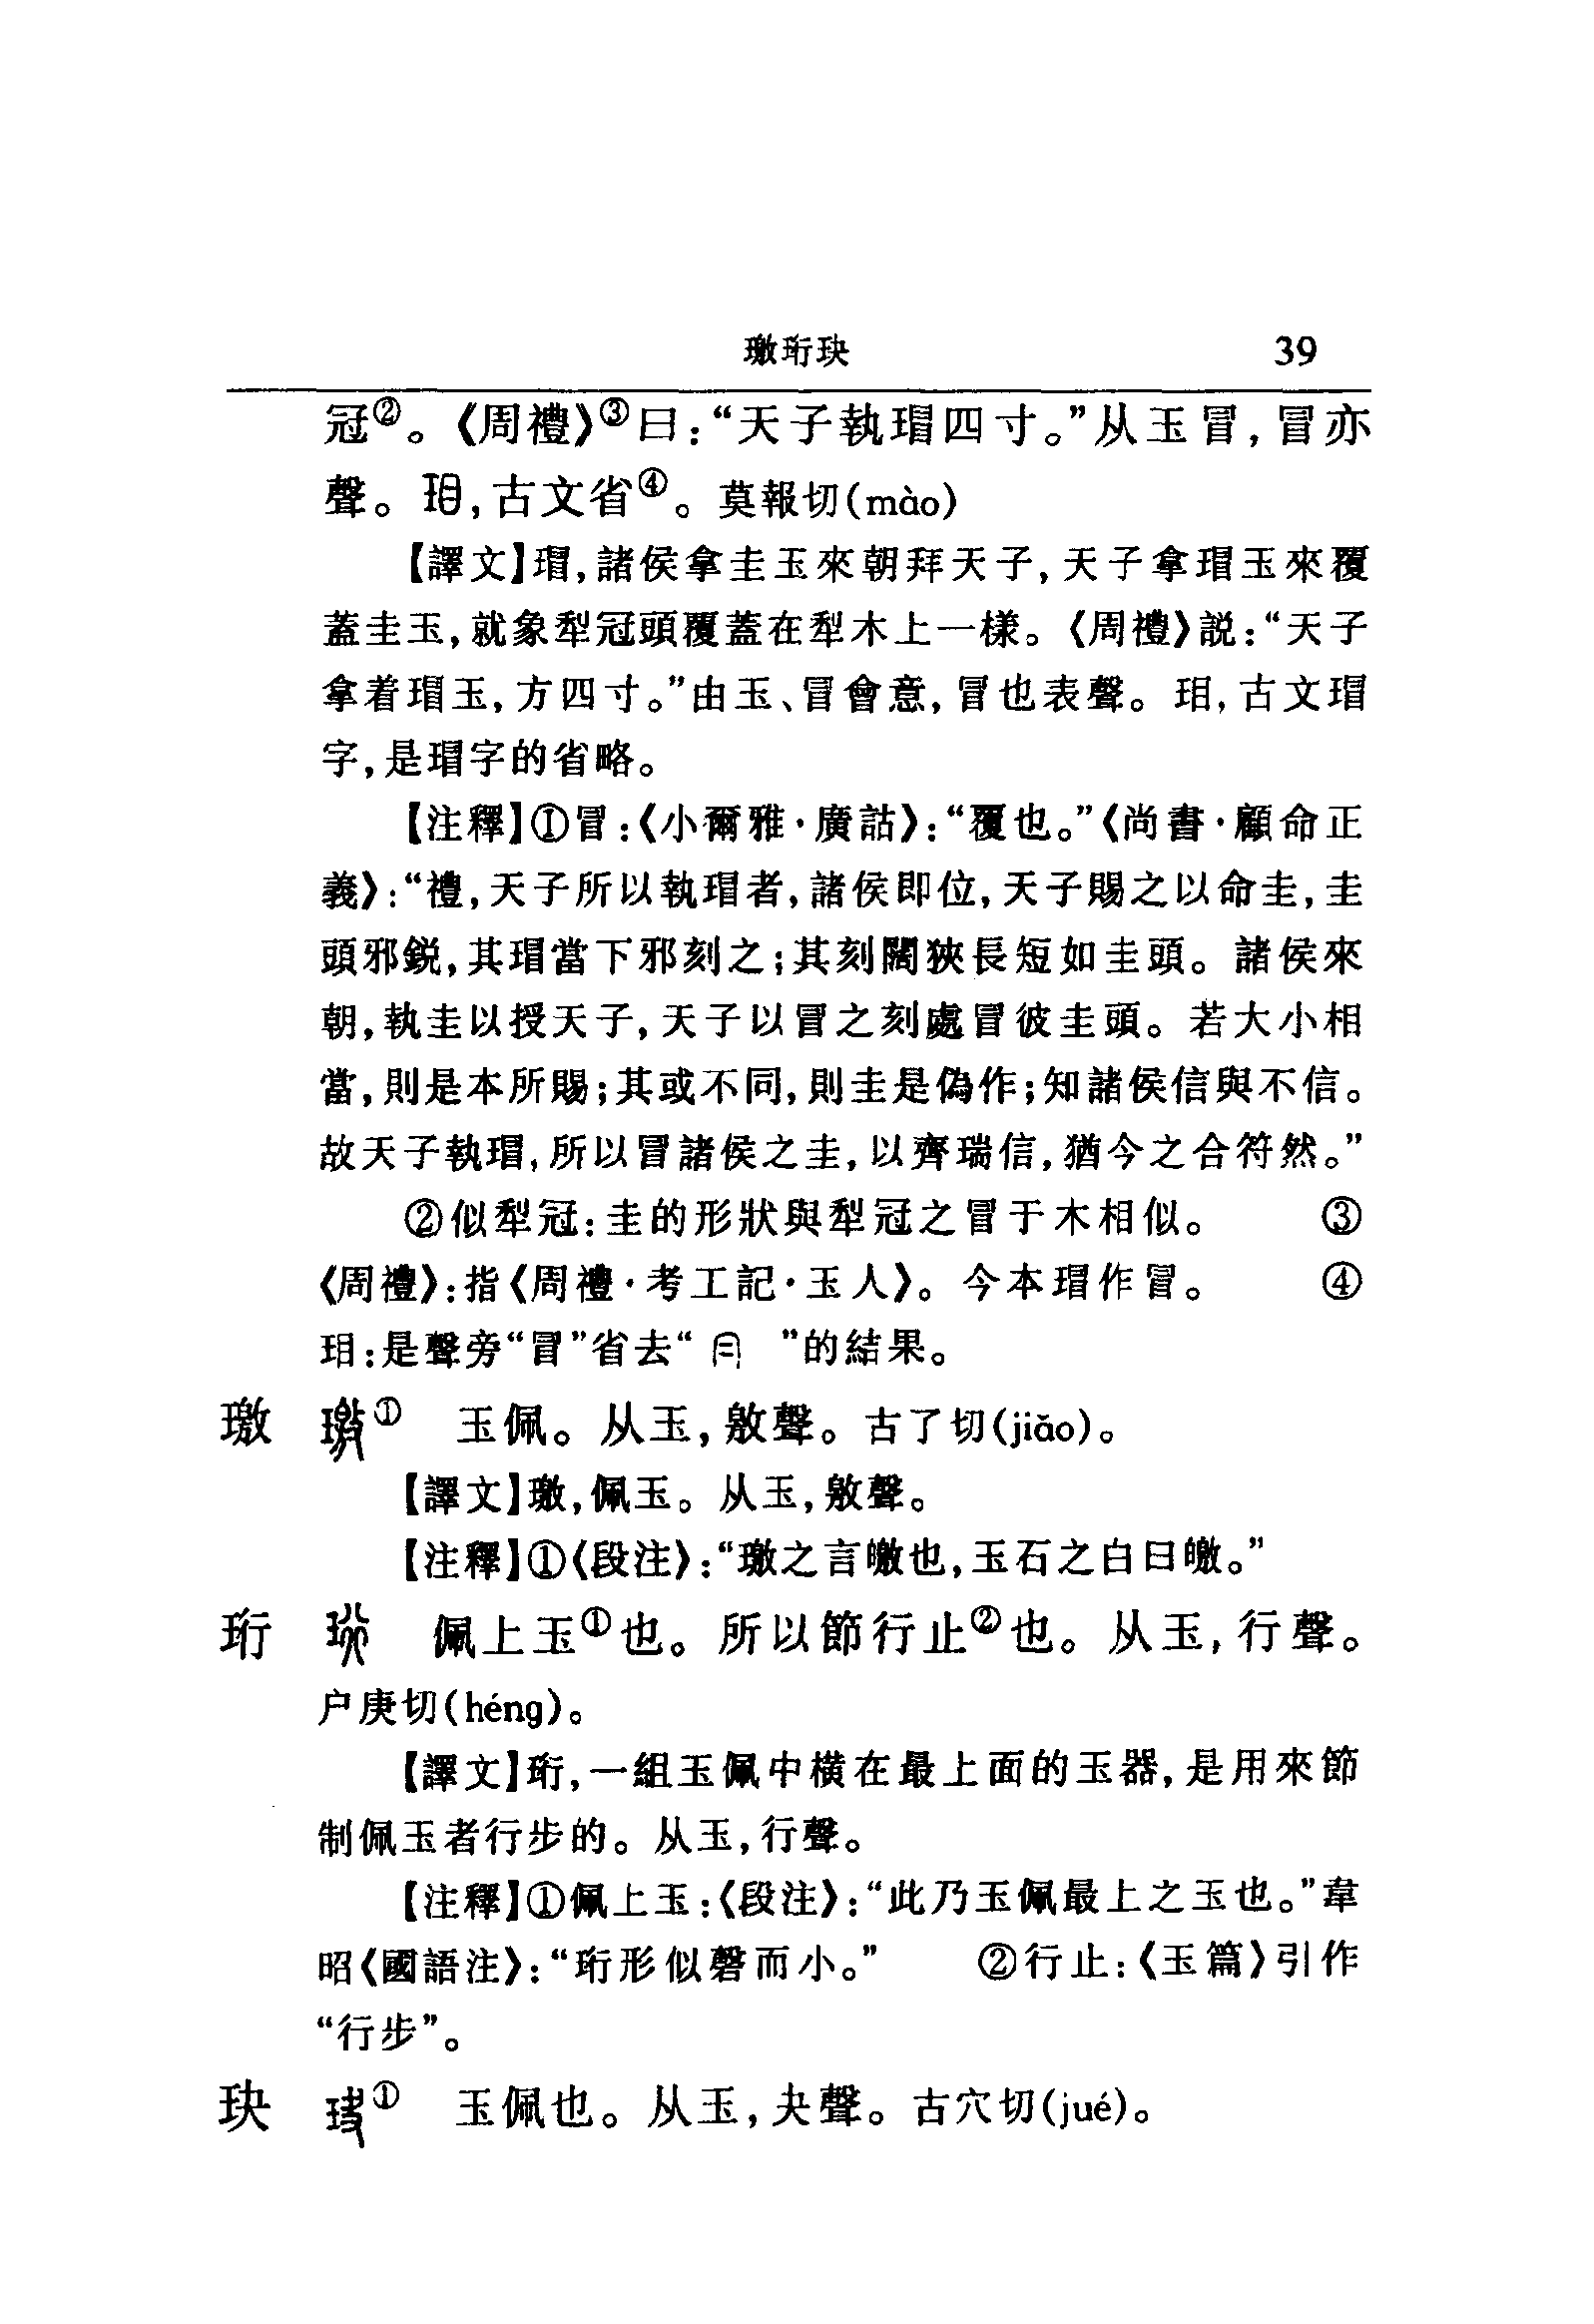 璬珩玦 39
冠②。《周禮》③曰:“天子執瑁四寸。”从玉冒,冒亦
聲。玥,古文省④。莫報切(mào)
【譯文】瑁,諸侯拿圭玉來朝拜天子,天子拿瑁玉來覆
蓋圭玉,就象犁冠頭覆蓋在犁木上一樣。《周禮》説:“天子
拿着瑁玉,方四寸。”由玉、冒會意,冒也表聲。珇,古文瑁
字,是瑁字的省略。
【注釋】①冒:《小爾雅·廣詁》:“覆也。”《尚書·顧命正
義》:“禮,天子所以執瑁者,諸侯即位,天子賜之以命圭,圭
頭邪鋭,其瑁當下邪刻之;其刻闊狹長短如圭頭。諸侯來
朝,執圭以授天子,天子以冒之刻處冒彼圭頭。若大小相
當,則是本所賜;其或不同,則圭是偽作;知諸侯信與不信。
故天子執瑁,所以冒諸侯之圭,以齊瑞信,猶今之合符然。”
②似犁冠:圭的形狀與犁冠之冒于木相似。 ③
《周禮》:指《周禮·考工記·玉人》。今本瑁作冒。 ④
珇:是聲旁“冒”省去“ ”的結果。
璬 ① 玉佩。从玉,敫聲。古了切(jiǎo)。
【譯文】璬,佩玉。从玉,敫聲。
【注釋】①《段注》:“璬之言皦也,玉石之白曰皦。”
珩 佩上玉①也。所以節行止②也。从玉,行聲。
户庚切(héng)。
【譯文】珩,一組玉佩中横在最上面的玉器,是用來節
制佩玉者行步的。从玉,行聲。
【注釋】①佩上玉:《段注》:“此乃玉佩最上之玉也。”韋
昭《國語注》:“珩形似磬而小。” ②行止:《玉篇》引作
“行步”。
玦 ① 玉佩也。从玉,夬聲。古穴切(jué)。